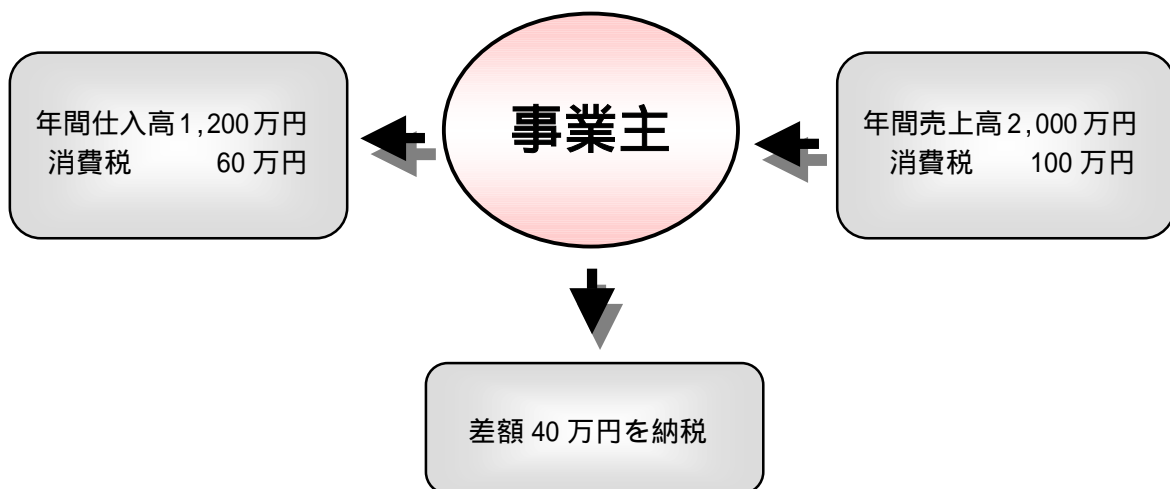 事業主
年間仕入高1,200万円
消費税 60万円
年間売上高2,000万円
消費税 100万円
差額40万円を納税